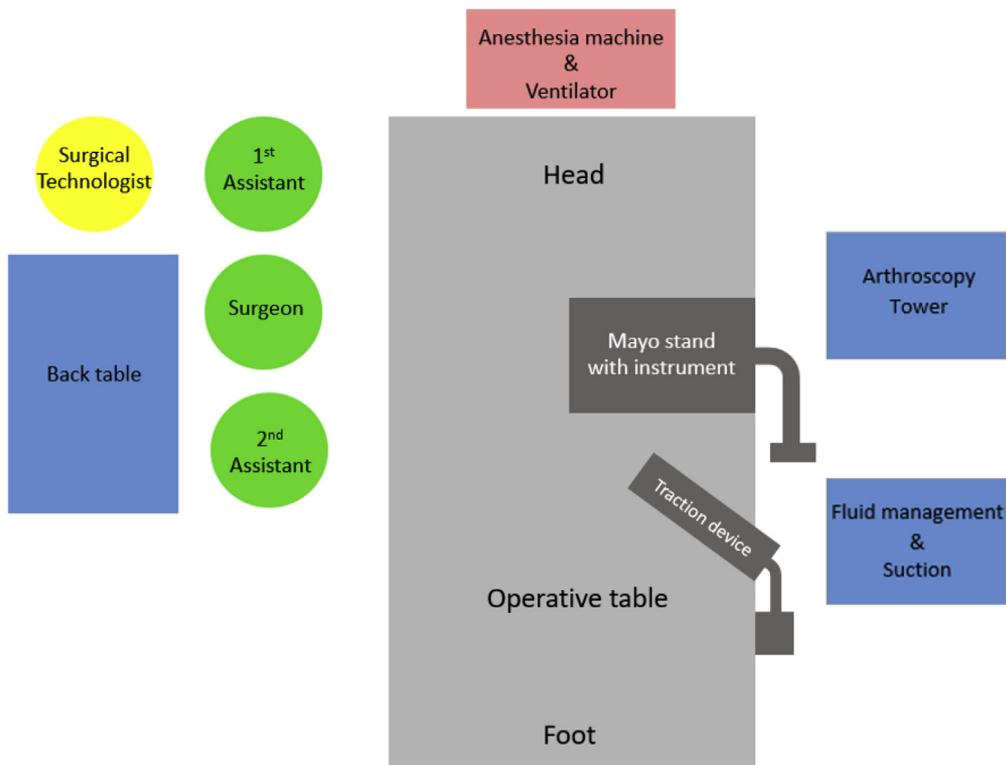 Anesthesia machine
&
Ventilator
Surgical
Technologist
1st
Assistant
Head
Surgeon
Arthroscopy
Tower
Mayo stand
with instrument
Back table
2nd
Assistant
Traction device
Fluid management
&
Suction
Operative table
Foot